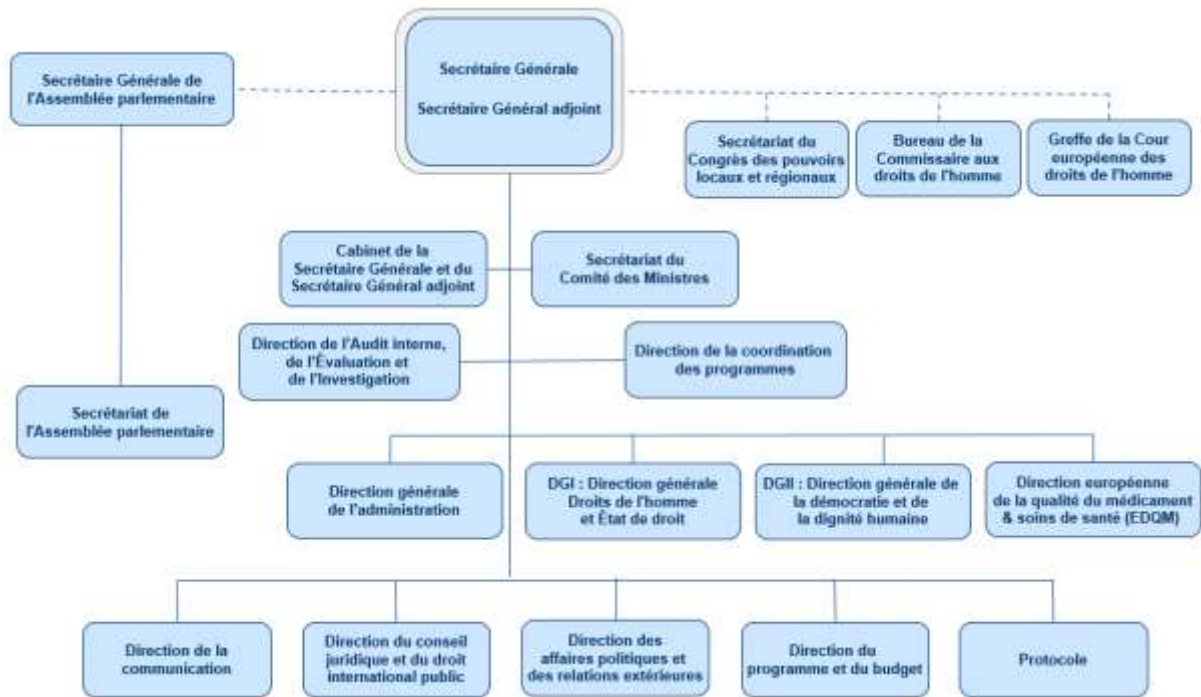 Secrétaire Générale
Secrétaire Général adjoint
Secrétaire Générale de
l'Assemblée parlementaire
Secrétariat du
Congrès des pouvoirs
locaux et régionaux
Bureau de la
Commissaire aux
droits de l'homme
Greffe de la Cour
européenne des
droits de l'homme
Cabinet de la
Secrétaire Générale et du
Secrétaire Général adjoint
Secrétariat du
Comité des Ministres
Direction de l'Audit interne,
de l'Évaluation et
de l'Investigation
Direction de la coordination
des programmes
Secrétariat de
l'Assemblée parlementaire
Direction générale
de l'administration
DGI : Direction générale
Droits de l'homme
et État de droit
DGII : Direction générale de
la démocratie et de
la dignité humaine
Direction européenne
de la qualité du médicament
& soins de santé (EDQM)
Direction de la
communication
Direction du conseil
juridique et du droit
international public
Direction des
affaires politiques et
des relations extérieures
Direction du
programme et du budget
Protocole